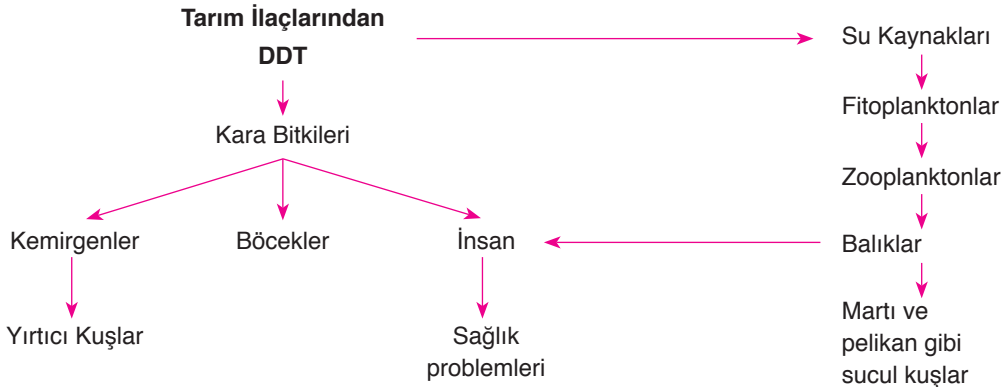 Tarım İlaçlarından
DDT
Kara Bitkileri
Kemirgenler
Böcekler
İnsan
Yırtıcı Kuşlar
Sağlık
problemleri
Su Kaynakları
Fitoplanktonlar
Zooplanktonlar
Balıklar
Martı ve
pelikan gibi
sucul kuşlar